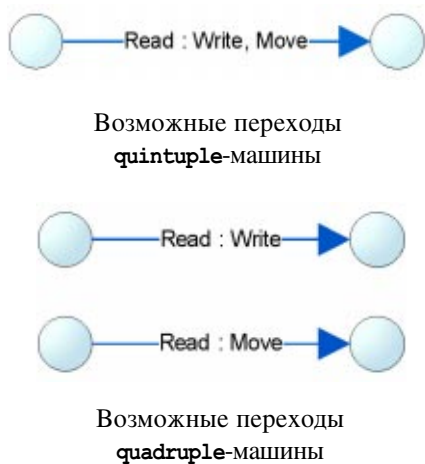 Read : Write, Move
Возможные переходы
quintuple-машины
Read : Write
Read : Move
Возможные переходы
quadruple-машины